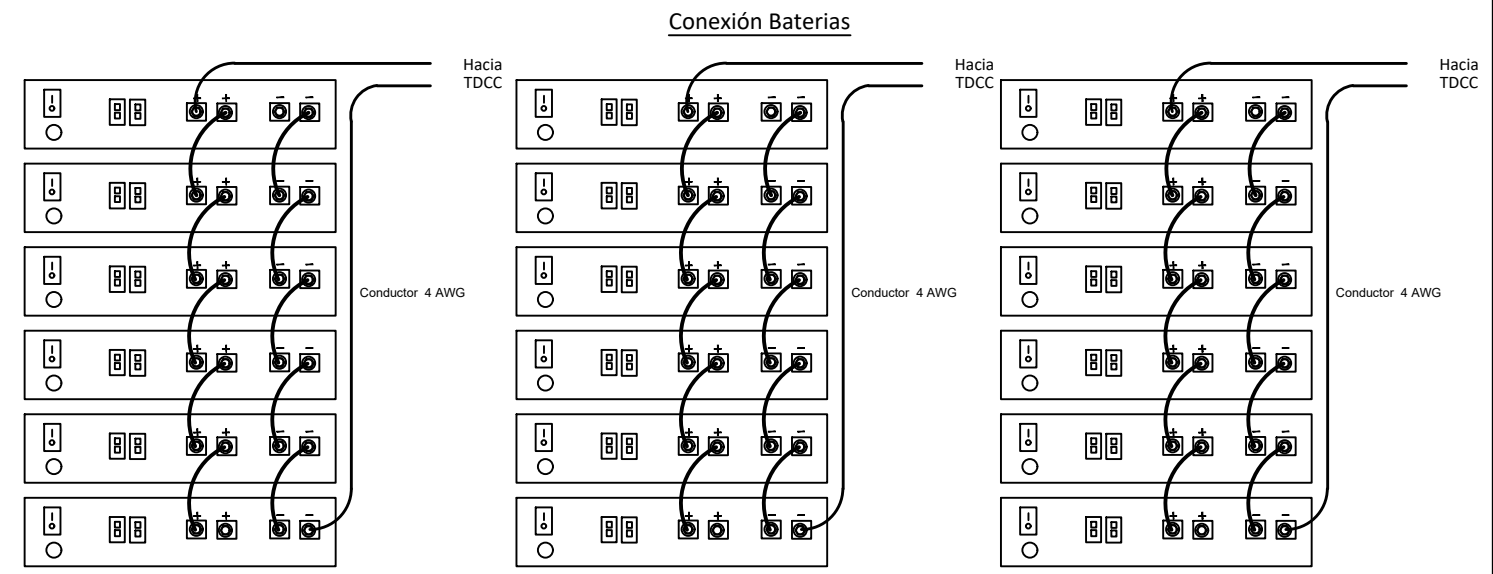 Conexión Baterias
Hacia
TDCC
Hacia
TDCC
Hacia
TDCC
Conductor 4 AWG
Conductor 4 AWG
Conductor 4 AWG